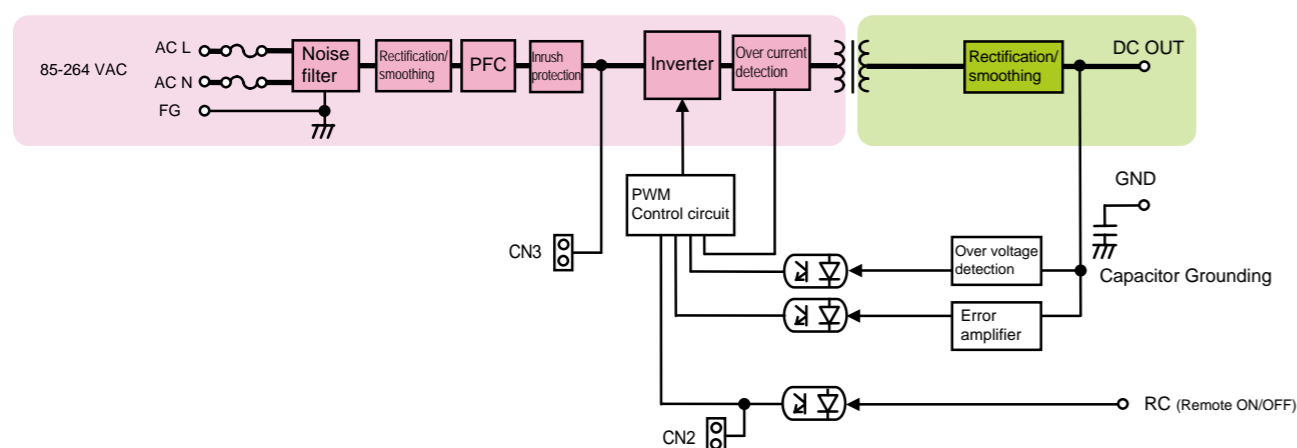 AC L
85-264 VAC
AC N
FG
Noise
filter
Rectification/
smoothing
PFC
Inrush
protection
Inverter
Over current
detection
Rectification/
smoothing
DC OUT
PWM
Control circuit
GND
CN3
Over voltage
detection
Capacitor Grounding
Error
amplifier
RC (Remote ON/OFF)
CN2